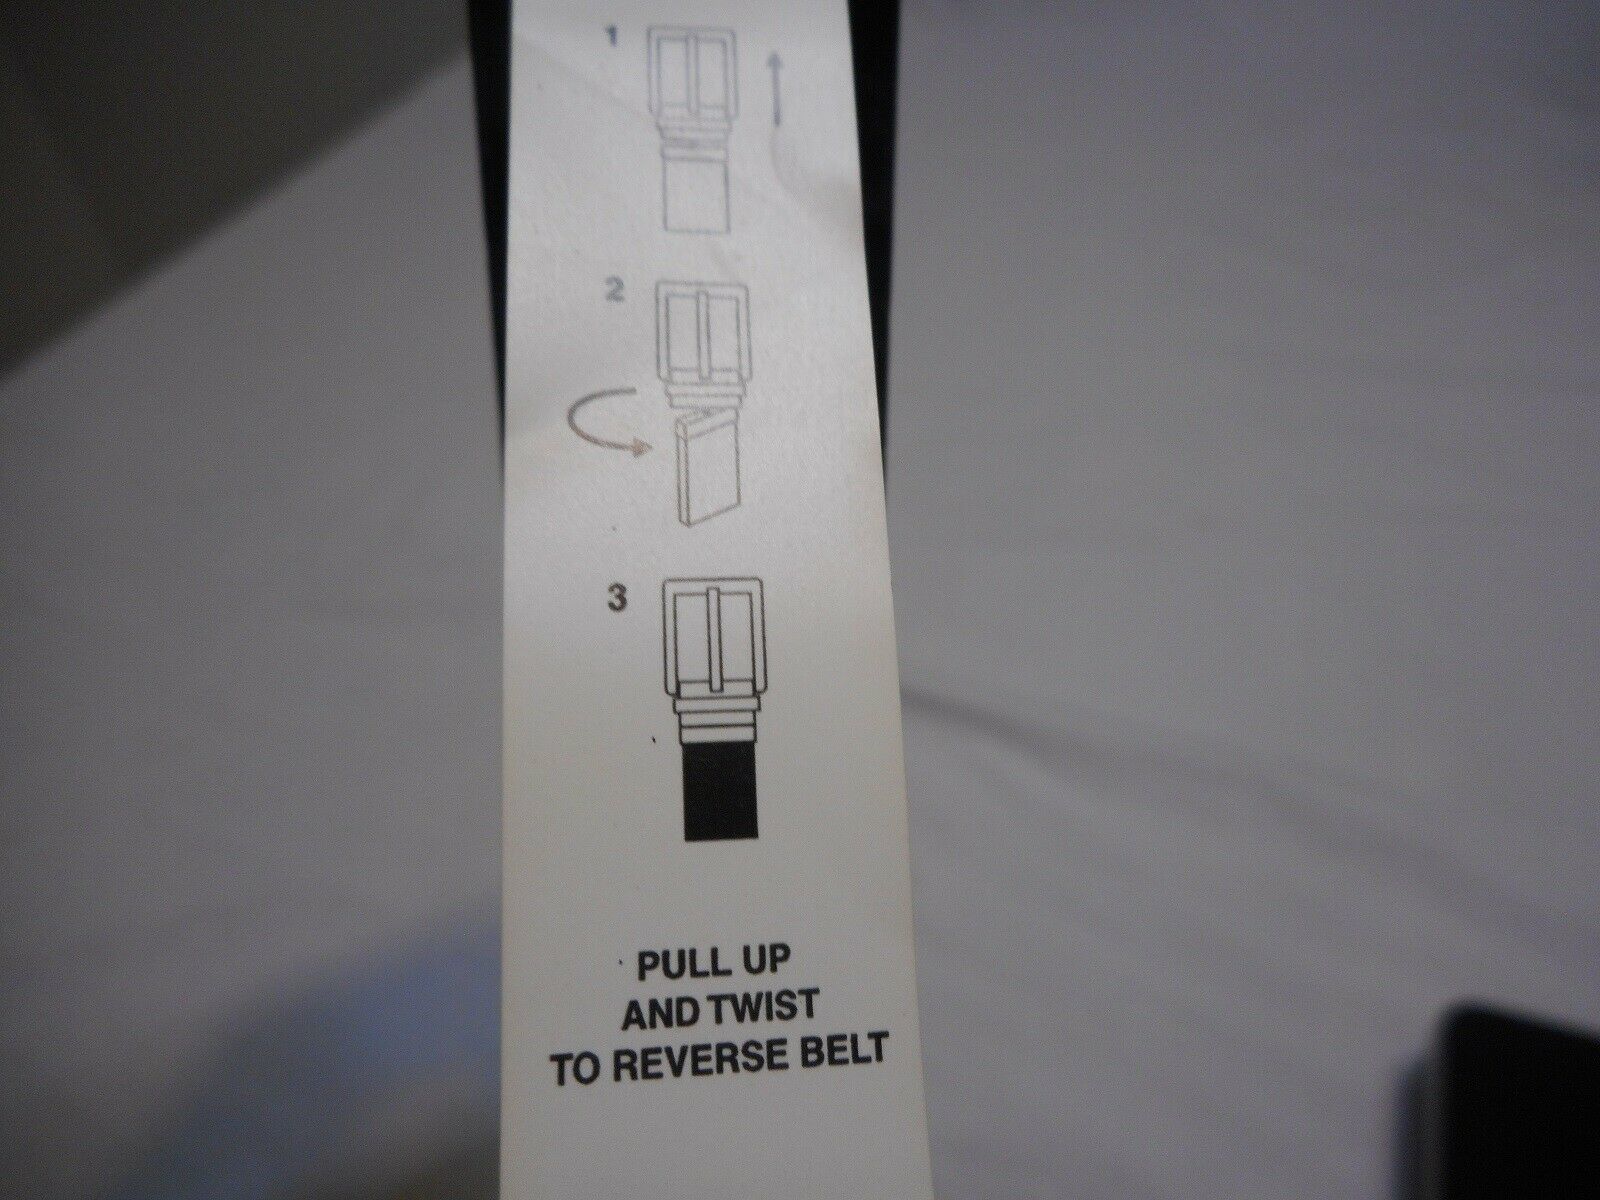 1
2
3
PULL UP
AND TWIST
TO REVERSE BELT